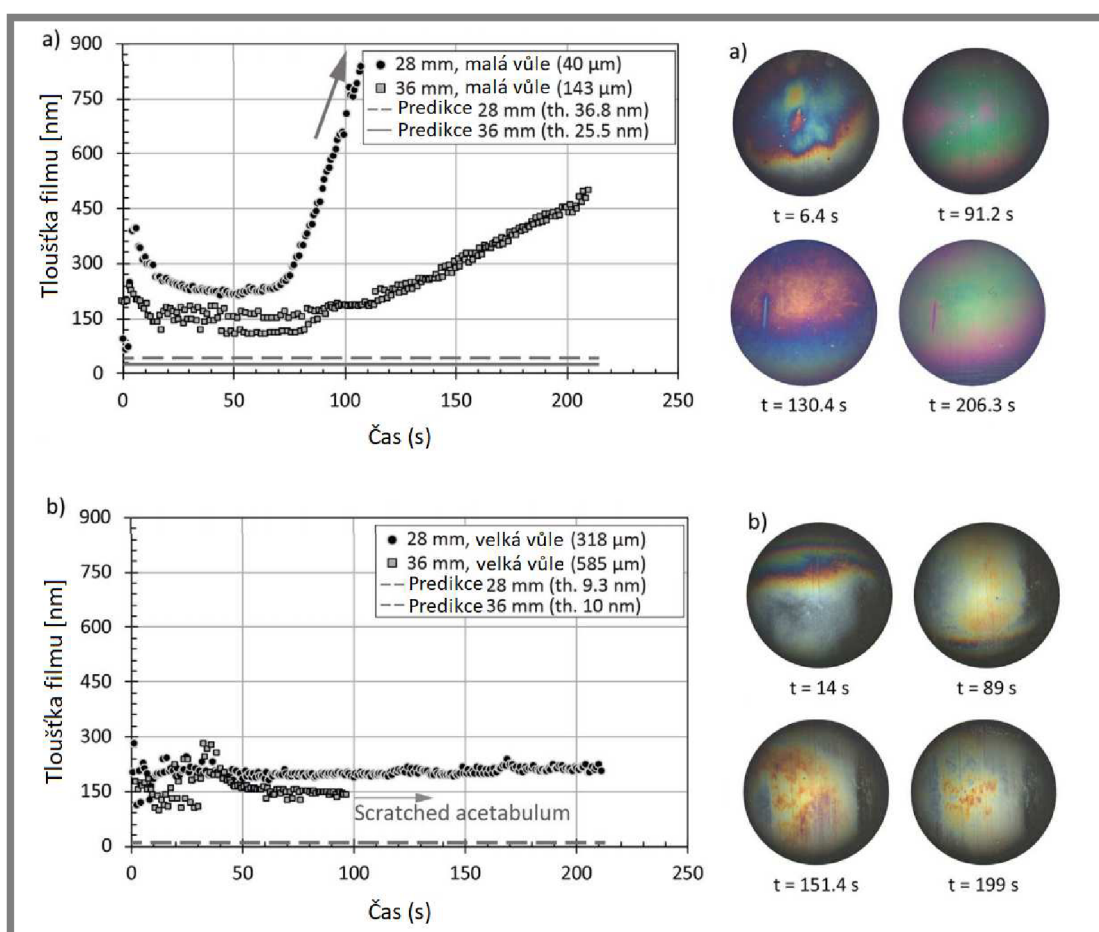 a)
900
750
600
450
300
150
0
Tloušťka filmu [nm]
28 mm, malá vůle (40 µm)
36 mm, malá vůle (143 µm)
Predikce 28 mm (th. 36.8 nm)
Predikce 36 mm (th. 25.5 nm)
0 50 100 150 200 250
Čas (s)
a)
t = 6.4 s t = 91.2 s
t = 130.4 s t = 206.3 s
b)
900
750
600
450
300
150
0
Tloušťka filmu [nm]
28 mm, velká vůle (318 µm)
36 mm, velká vůle (585 µm)
Predikce 28 mm (th. 9.3 nm)
Predikce 36 mm (th. 10 nm)
Scratched acetabulum
0 50 100 150 200 250
Čas (s)
b)
t = 14 s t = 89 s
t = 151.4 s t = 199 s